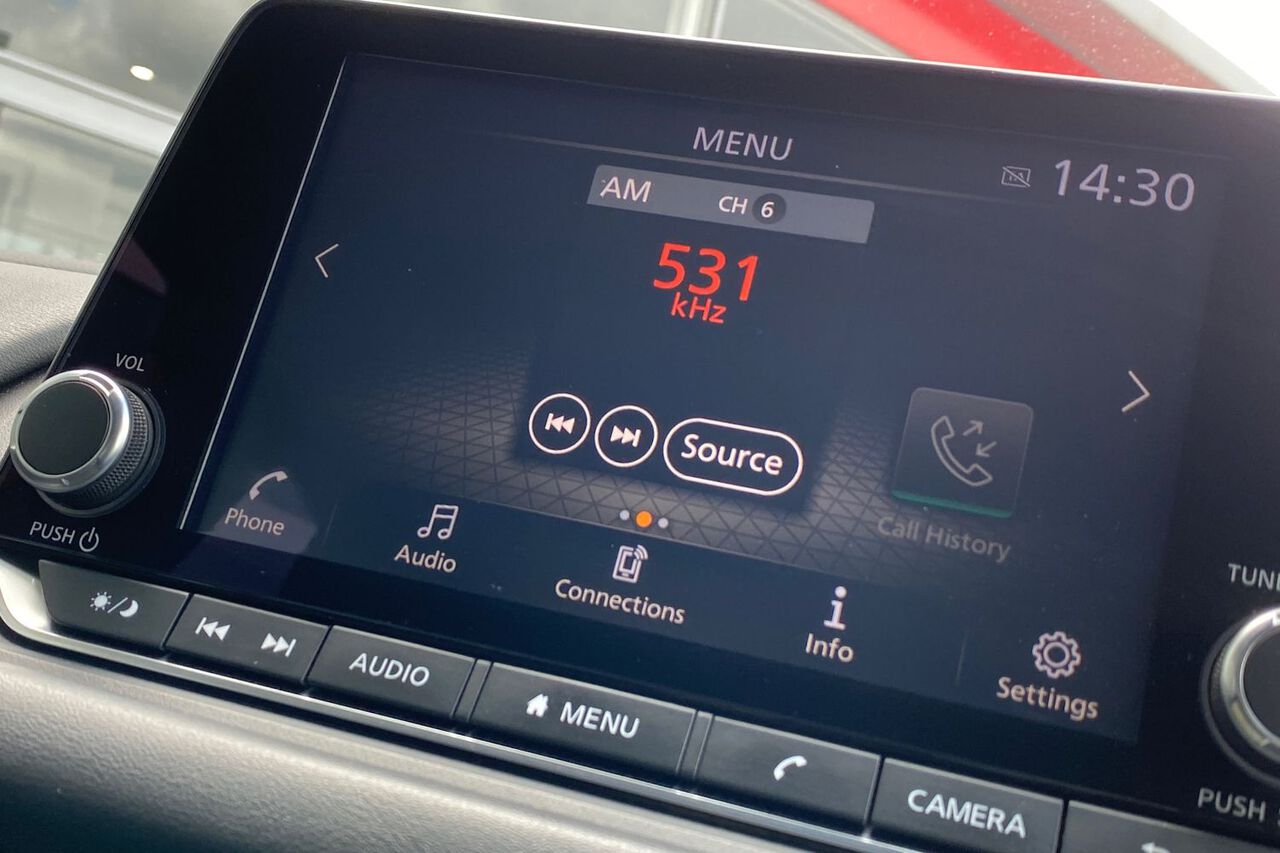 MENU
14:30
AM CH 6
531
kHz
VOL
Source
Call History
PUSH
Phone
Audio
Connections
Info
Settings
TUNE
AUDIO
MENU
CAMERA
PUSH